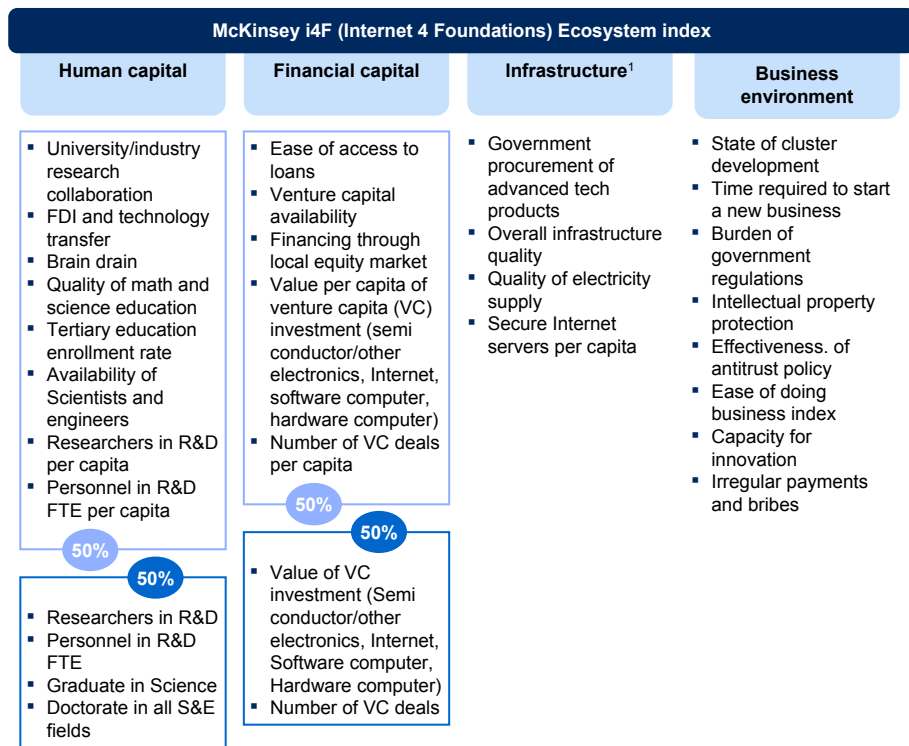 McKinsey i4F (Internet 4 Foundations) Ecosystem index
Human capital
▪ University/industry
research
collaboration
▪ FDI and technology
transfer
▪ Brain drain
▪ Quality of math and
science education
▪ Tertiary education
enrollment rate
▪ Availability of
Scientists and
engineers
▪ Researchers in R&D
per capita
▪ Personnel in R&D
FTE per capita
50%
50%
▪ Researchers in R&D
▪ Personnel in R&D
FTE
▪ Graduate in Science
▪ Doctorate in all S&E
fields
Financial capital
▪ Ease of access to
loans
▪ Venture capital
availability
▪ Financing through
local equity market
▪ Value per capita of
venture capita (VC)
investment (semi
conductor/other
electronics, Internet,
software computer,
hardware computer)
▪ Number of VC deals
per capita
50%
50%
▪ Value of VC
investment (Semi
conductor/other
electronics, Internet,
Software computer,
Hardware computer)
▪ Number of VC deals
Infrastructure¹
▪ Government
procurement of
advanced tech
products
▪ Overall infrastructure
quality
▪ Quality of electricity
supply
▪ Secure Internet
servers per capita
Business
environment
▪ State of cluster
development
▪ Time required to start
a new business
▪ Burden of
government
regulations
▪ Intellectual property
protection
▪ Effectiveness. of
antitrust policy
▪ Ease of doing
business index
▪ Capacity for
innovation
▪ Irregular payments
and bribes